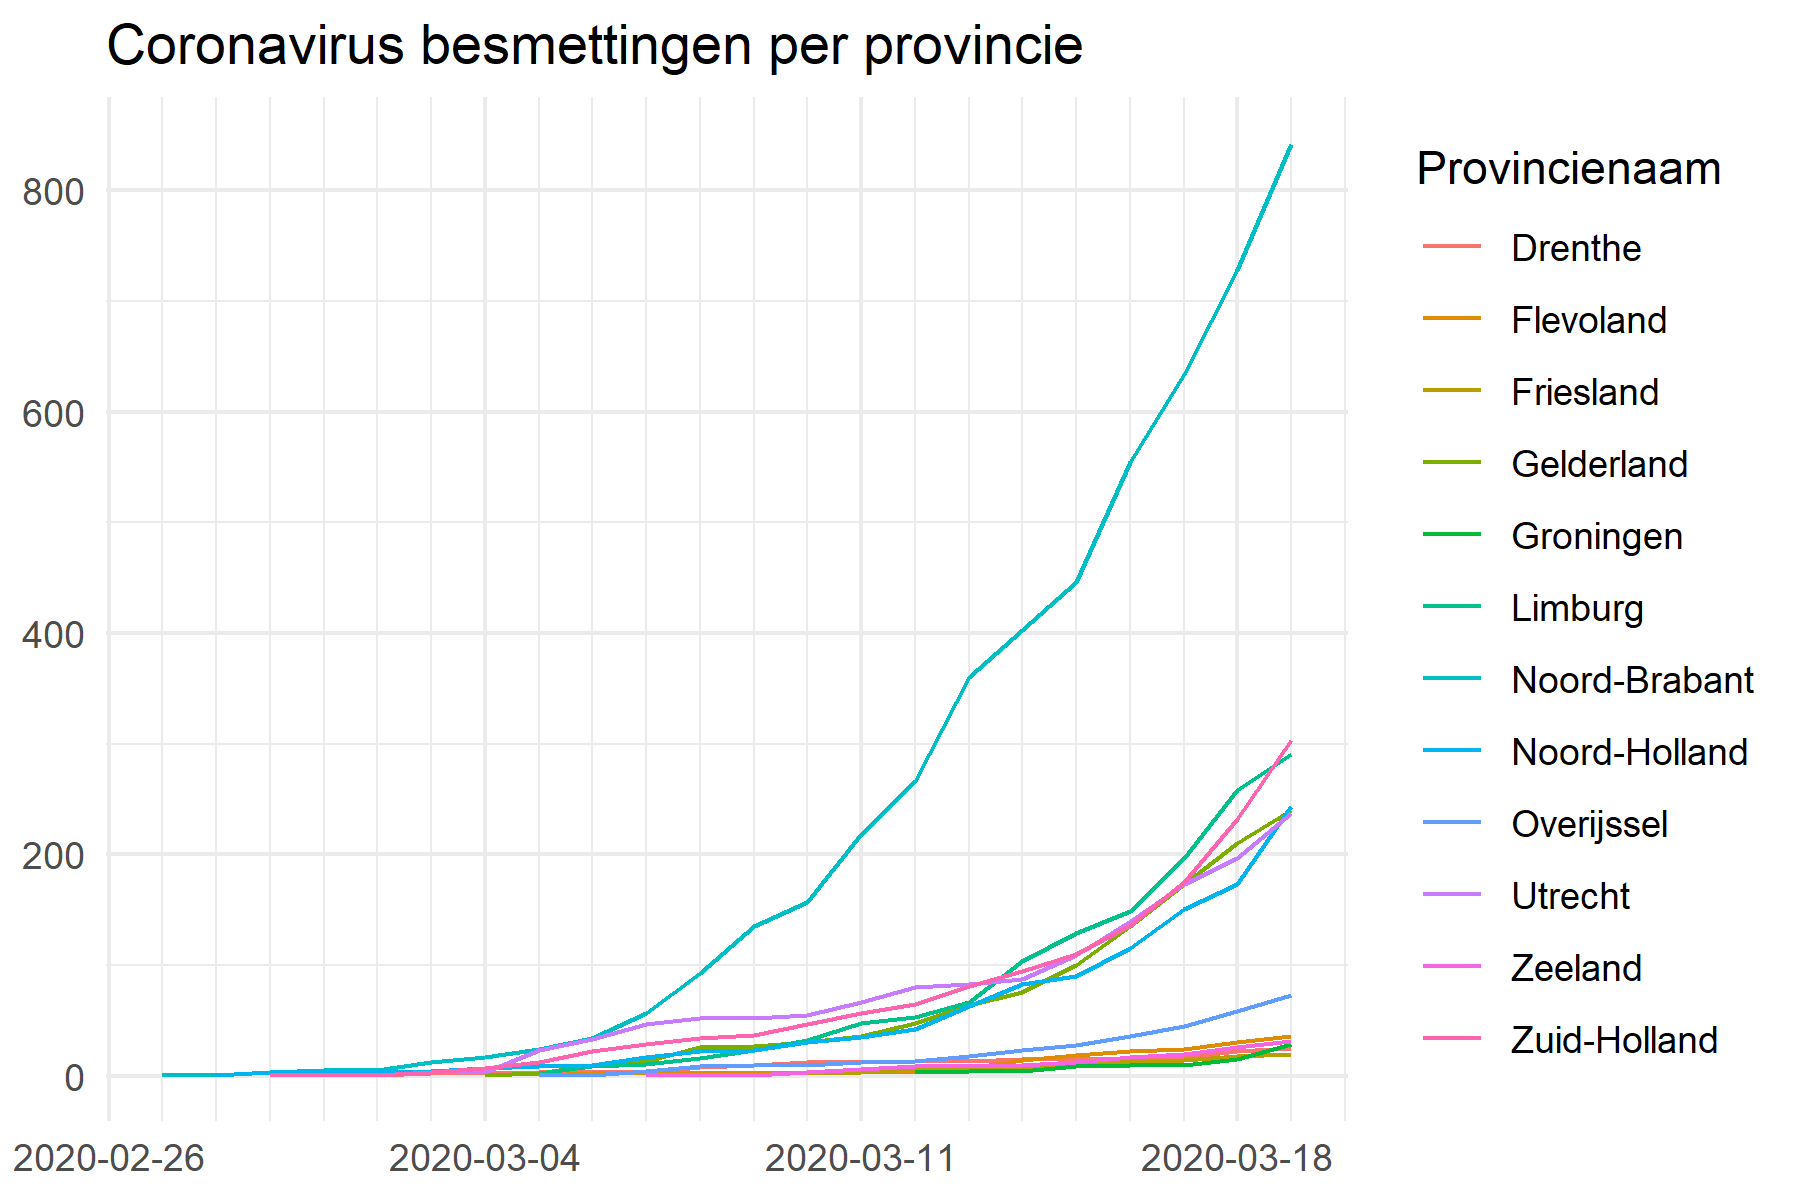 Coronavirus besmettingen per provincie
800
600
400
200
0
2020-02-26
2020-03-04
2020-03-11
2020-03-18
Provincienaam
Drenthe
Flevoland
Friesland
Gelderland
Groningen
Limburg
Noord-Brabant
Noord-Holland
Overijssel
Utrecht
Zeeland
Zuid-Holland